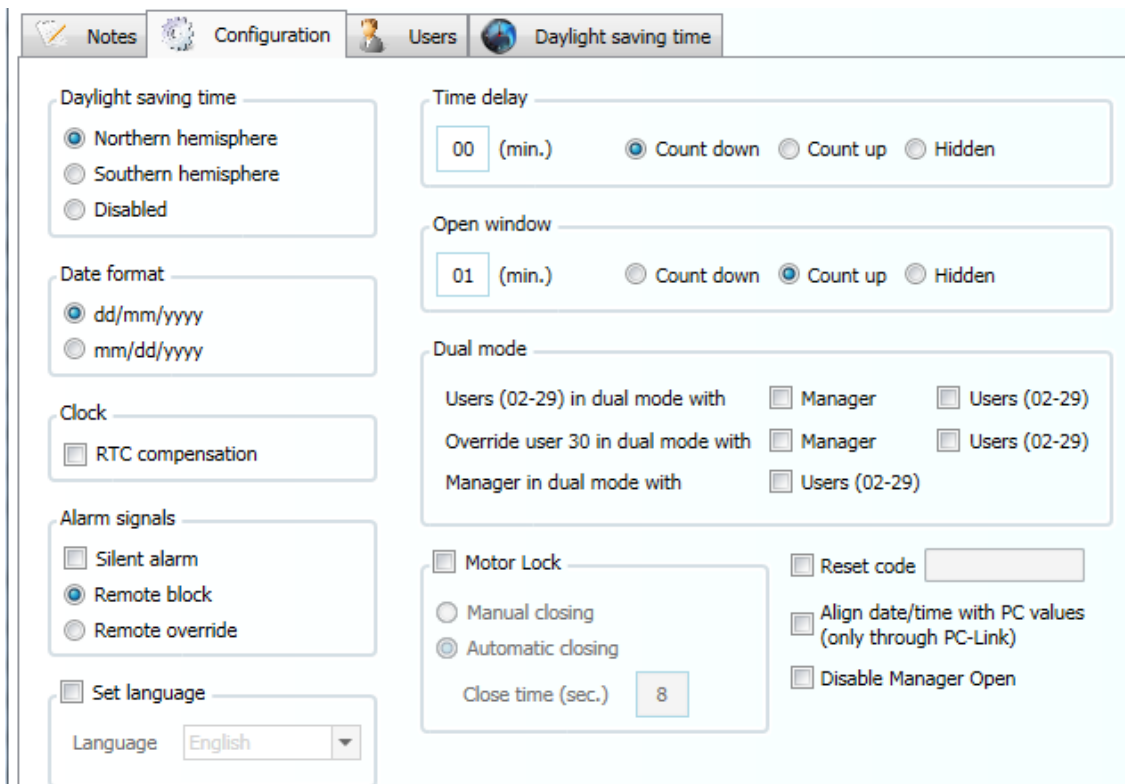 Notes Configuration Users Daylight saving time
Daylight saving time
Northern hemisphere
Southern hemisphere
Disabled
Date format
dd/mm/yyyy
mm/dd/yyyy
Clock
RTC compensation
Alarm signals
Silent alarm
Remote block
Remote override
Set language
Language English
Time delay
00 (min.) Count down Count up Hidden
Open window
01 (min.) Count down Count up Hidden
Dual mode
Users (02-29) in dual mode with Manager Users (02-29)
Override user 30 in dual mode with Manager Users (02-29)
Manager in dual mode with Users (02-29)
Motor Lock
Manual closing
Automatic closing
Close time (sec.) 8
Reset code
Align date/time with PC values
(only through PC-Link)
Disable Manager Open